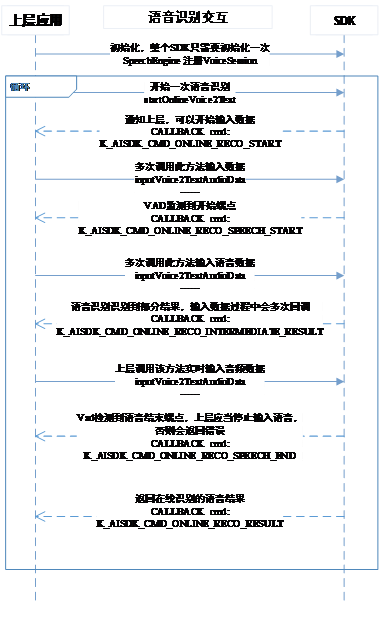 上层应用
语音识别交互
SDK
初始化，整个SDK只需要初始化一次
SpeechEngine 注册VoiceSession
循环
开始一次语音识别
startOnlineVoice2Text
通知上层，可以开始输入数据
CALLBACK cmd:
K_AISDK_CMD_ONLINE_RECO_START
多次调用此方法输入数据
inputVoice2TextAudioData
......
VAD监测到开始端点
CALLBACK cmd:
K_AISDK_CMD_ONLINE_RECO_SPEECH_START
多次调用此方法输入语音数据
inputVoice2TextAudioData
......
语音识别识别到部分结果，输入数据过程中会多次回调
CALLBACK cmd:
K_AISDK_CMD_ONLINE_RECO_INTERMEDIATE_RESULT
上层调用该方法实时输入音频数据
inputVoice2TextAudioData
......
Vad检测到语音结束端点，上层应当停止输入语音，
否则会返回错误
CALLBACK cmd:
K_AISDK_CMD_ONLINE_RECO_SPEECH_END
返回在线识别的语音结果
CALLBACK cmd:
K_AISDK_CMD_ONLINE_RECO_RESULT